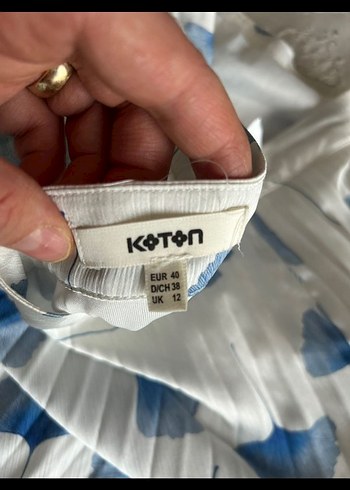 KOTON
EUR 40
D/CH 38
UK 12